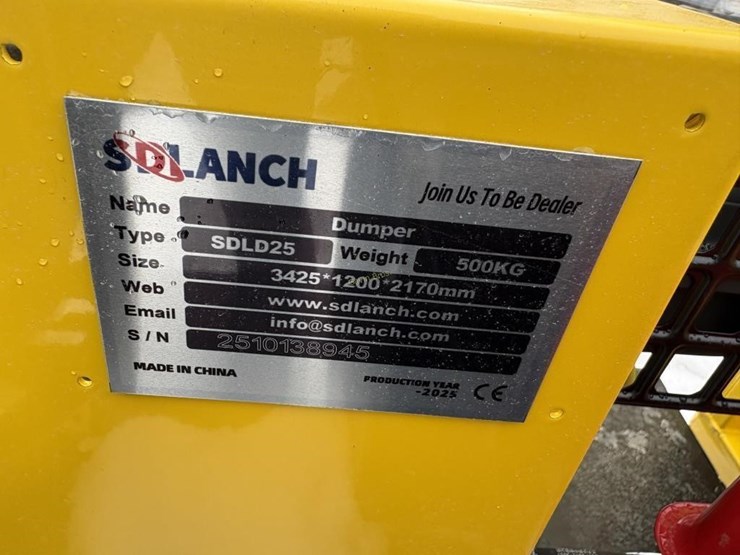 SDLANCH
Join Us To Be Dealer
Name Dumper
Type SDLD25 Weight 500KG
Size 3425*1200*2170mm
Web www.sdlanch.com
Email info@sdlanch.com
S / N 2510138945
MADE IN CHINA
PRODUCTION YEAR
-2025 CE